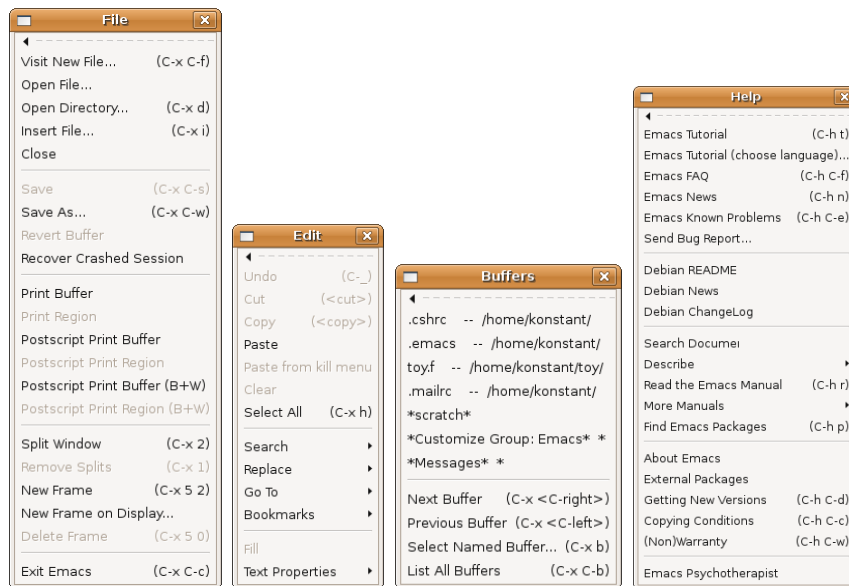 File
Visit New File... (C-x C-f)
Open File...
Open Directory... (C-x d)
Insert File... (C-x i)
Close
Save (C-x C-s)
Save As... (C-x C-w)
Revert Buffer
Recover Crashed Session
Print Buffer
Print Region
Postscript Print Buffer
Postscript Print Region
Postscript Print Buffer (B+W)
Postscript Print Region (B+W)
Split Window (C-x 2)
Remove Splits (C-x 1)
New Frame (C-x 5 2)
New Frame on Display...
Delete Frame (C-x 5 0)
Exit Emacs (C-x C-c)
Edit
Undo (C-_)
Cut (<cut>)
Copy (<copy>)
Paste
Paste from kill menu
Clear
Select All (C-x h)
Search
Replace
Go To
Bookmarks
Fill
Text Properties
Buffers
.cshrc -- /home/konstant/
.emacs -- /home/konstant/
toy.f -- /home/konstant/toy/
.mailrc -- /home/konstant/
*scratch*
*Customize Group: Emacs* *
*Messages* *
Next Buffer (C-x <C-right>)
Previous Buffer (C-x <C-left>)
Select Named Buffer... (C-x b)
List All Buffers (C-x C-b)
Help
Emacs Tutorial (C-h t)
Emacs Tutorial (choose language)...
Emacs FAQ (C-h C-f)
Emacs News (C-h n)
Emacs Known Problems (C-h C-e)
Send Bug Report...
Debian README
Debian News
Debian ChangeLog
Search Documei
Describe
Read the Emacs Manual (C-h r)
More Manuals
Find Emacs Packages (C-h p)
About Emacs
External Packages
Getting New Versions (C-h C-d)
Copying Conditions (C-h C-c)
(Non)Warranty (C-h C-w)
Emacs Psychotherapist